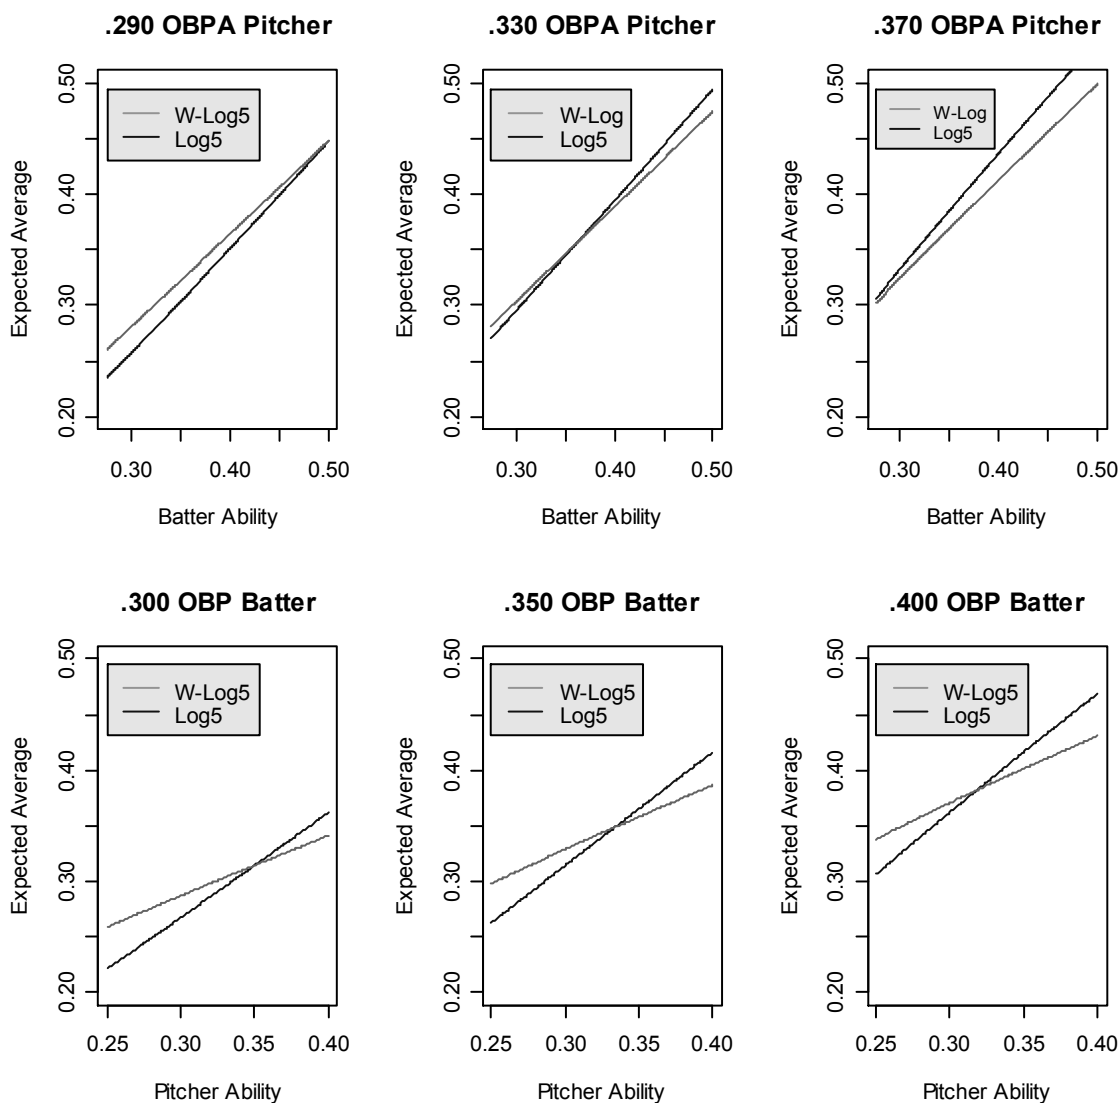 .290 OBPA Pitcher
0.50
0.40
0.30
0.20
Expected Average
W-Log5
Log5
0.30
0.40
0.50
Batter Ability
.330 OBPA Pitcher
0.50
0.40
0.30
0.20
Expected Average
W-Log
Log5
0.30
0.40
0.50
Batter Ability
.370 OBPA Pitcher
0.50
0.40
0.30
0.20
Expected Average
W-Log
Log5
0.30
0.40
0.50
Batter Ability
.300 OBP Batter
0.50
0.40
0.30
0.20
Expected Average
W-Log5
Log5
0.25
0.30
0.35
0.40
Pitcher Ability
.350 OBP Batter
0.50
0.40
0.30
0.20
Expected Average
W-Log5
Log5
0.25
0.30
0.35
0.40
Pitcher Ability
.400 OBP Batter
0.50
0.40
0.30
0.20
Expected Average
W-Log5
Log5
0.25
0.30
0.35
0.40
Pitcher Ability